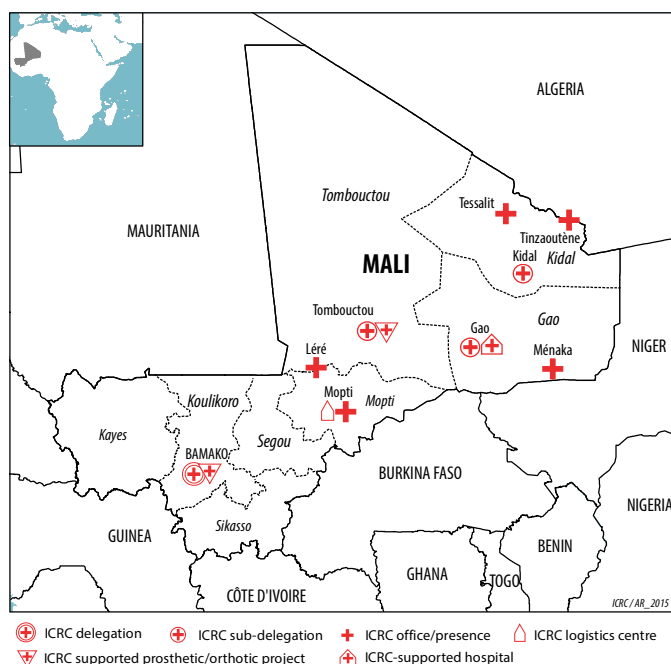 ALGERIA
Tombouctou
Tessalit
MAURITANIA
Tinzaoutène
Kidal
Kidal
MALI
Tombouctou
Gao
Gao
NIGER
Léré
Ménaka
Koulikoro
Mopti
Mopti
Kayes
Segou
BAMAKO
BURKINA FASO
NIGERIA
Sikasso
GUINEA
BENIN
GHANA
TOGO
CÔTE D'IVOIRE
ICRC / AR_2015
ICRC delegation
ICRC sub-delegation
ICRC office/presence
ICRC logistics centre
ICRC supported prosthetic/orthotic project
ICRC-supported hospital